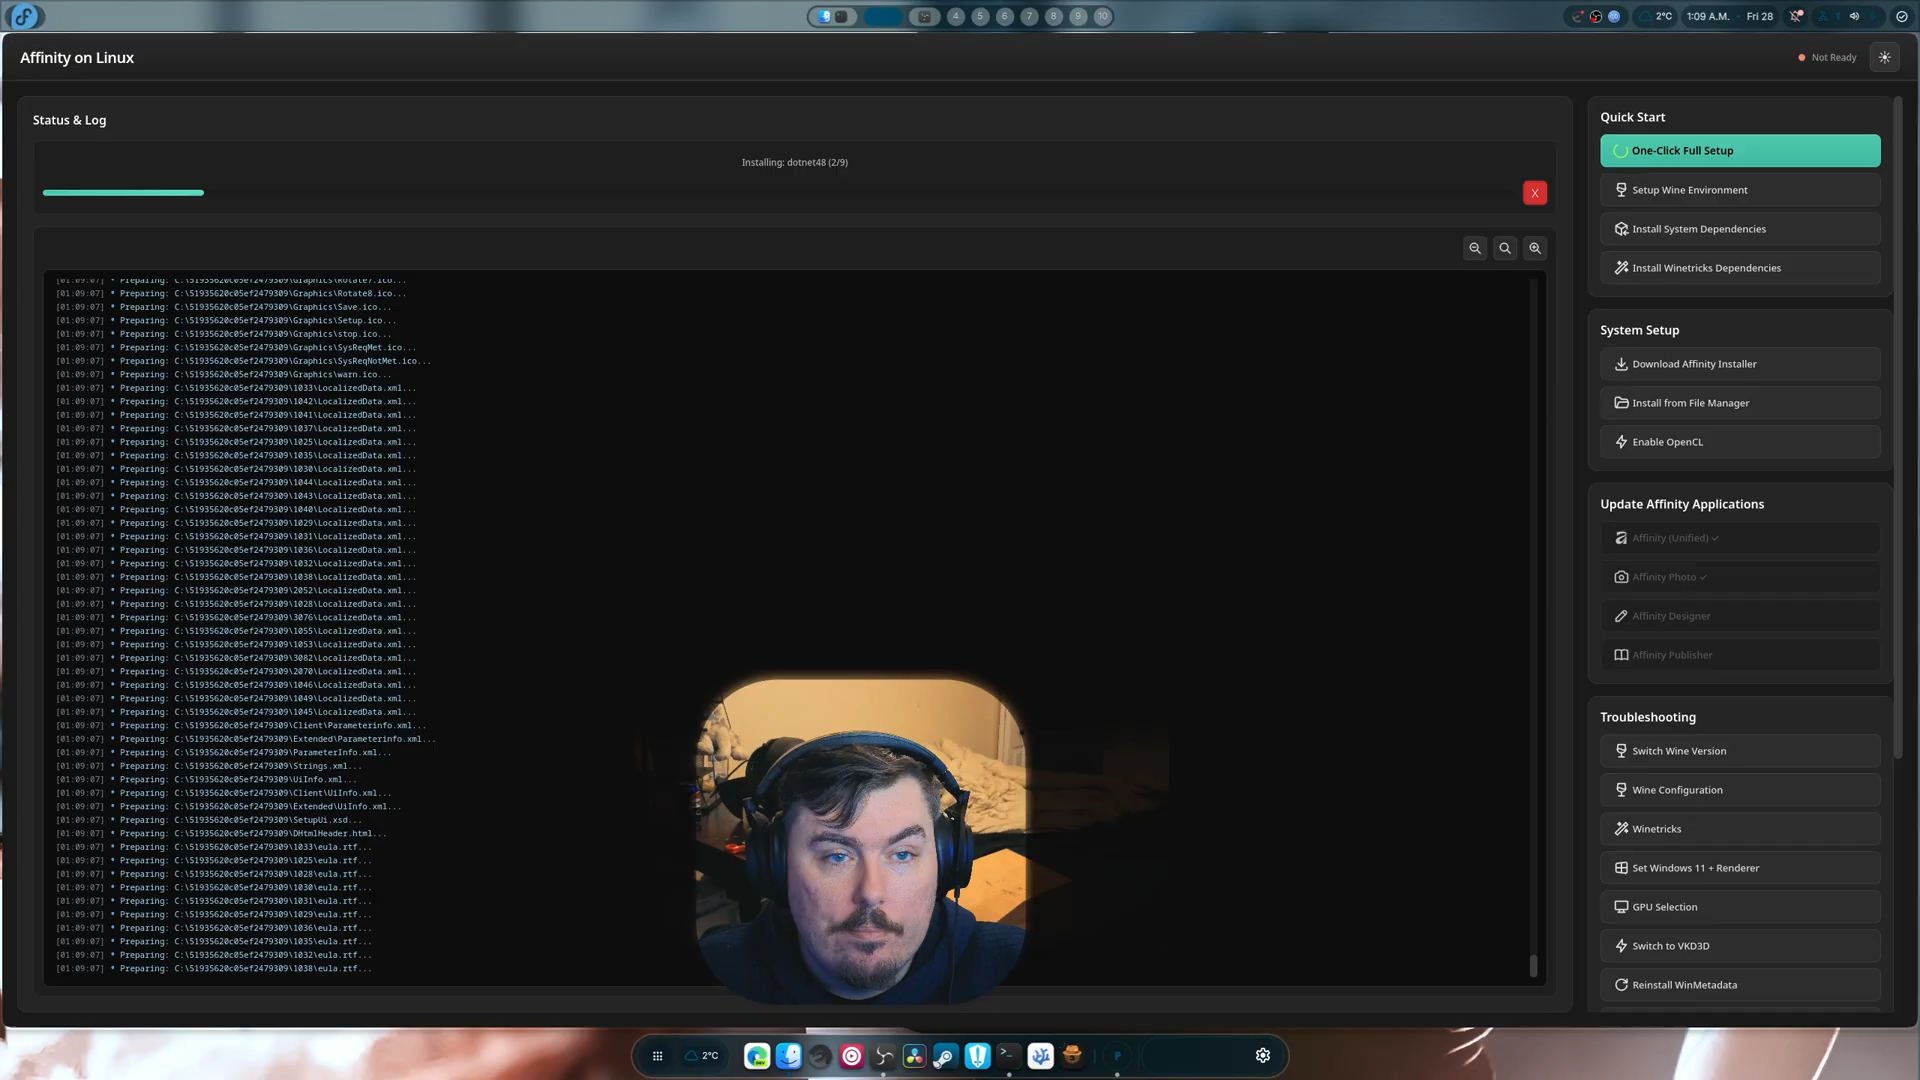 4
5
6
7
8
9
10
2°C
1:09 A.M.
Fri 28
Affinity on Linux
Not Ready
Status & Log
Installing: dotnet48 (2/9)
X
[01:09:07] • Preparing: C:\51935620c05ef2479309\Graphics\Rotate7.ico...
[01:09:07] • Preparing: C:\51935620c05ef2479309\Graphics\Rotate8.ico...
[01:09:07] • Preparing: C:\51935620c05ef2479309\Graphics\Save.ico...
[01:09:07] • Preparing: C:\51935620c05ef2479309\Graphics\Setup.ico...
[01:09:07] • Preparing: C:\51935620c05ef2479309\Graphics\stop.ico...
[01:09:07] • Preparing: C:\51935620c05ef2479309\Graphics\SysReqMet.ico...
[01:09:07] • Preparing: C:\51935620c05ef2479309\Graphics\SysReqNotMet.ico...
[01:09:07] • Preparing: C:\51935620c05ef2479309\Graphics\warn.ico...
[01:09:07] • Preparing: C:\51935620c05ef2479309\1033\LocalizedData.xml...
[01:09:07] • Preparing: C:\51935620c05ef2479309\1042\LocalizedData.xml...
[01:09:07] • Preparing: C:\51935620c05ef2479309\1041\LocalizedData.xml...
[01:09:07] • Preparing: C:\51935620c05ef2479309\1037\LocalizedData.xml...
[01:09:07] • Preparing: C:\51935620c05ef2479309\1025\LocalizedData.xml...
[01:09:07] • Preparing: C:\51935620c05ef2479309\1035\LocalizedData.xml...
[01:09:07] • Preparing: C:\51935620c05ef2479309\1030\LocalizedData.xml...
[01:09:07] • Preparing: C:\51935620c05ef2479309\1044\LocalizedData.xml...
[01:09:07] • Preparing: C:\51935620c05ef2479309\1043\LocalizedData.xml...
[01:09:07] • Preparing: C:\51935620c05ef2479309\1040\LocalizedData.xml...
[01:09:07] • Preparing: C:\51935620c05ef2479309\1029\LocalizedData.xml...
[01:09:07] • Preparing: C:\51935620c05ef2479309\1031\LocalizedData.xml...
[01:09:07] • Preparing: C:\51935620c05ef2479309\1036\LocalizedData.xml...
[01:09:07] • Preparing: C:\51935620c05ef2479309\1032\LocalizedData.xml...
[01:09:07] • Preparing: C:\51935620c05ef2479309\1038\LocalizedData.xml...
[01:09:07] • Preparing: C:\51935620c05ef2479309\2052\LocalizedData.xml...
[01:09:07] • Preparing: C:\51935620c05ef2479309\1028\LocalizedData.xml...
[01:09:07] • Preparing: C:\51935620c05ef2479309\3076\LocalizedData.xml...
[01:09:07] • Preparing: C:\51935620c05ef2479309\1055\LocalizedData.xml...
[01:09:07] • Preparing: C:\51935620c05ef2479309\1053\LocalizedData.xml...
[01:09:07] • Preparing: C:\51935620c05ef2479309\3082\LocalizedData.xml...
[01:09:07] • Preparing: C:\51935620c05ef2479309\2070\LocalizedData.xml...
[01:09:07] • Preparing: C:\51935620c05ef2479309\1046\LocalizedData.xml...
[01:09:07] • Preparing: C:\51935620c05ef2479309\1049\LocalizedData.xml...
[01:09:07] • Preparing: C:\51935620c05ef2479309\1045\LocalizedData.xml...
[01:09:07] • Preparing: C:\51935620c05ef2479309\Client\Parameterinfo.xml...
[01:09:07] • Preparing: C:\51935620c05ef2479309\Extended\Parameterinfo.xml...
[01:09:07] • Preparing: C:\51935620c05ef2479309\ParameterInfo.xml...
[01:09:07] • Preparing: C:\51935620c05ef2479309\Strings.xml...
[01:09:07] • Preparing: C:\51935620c05ef2479309\UiInfo.xml...
[01:09:07] • Preparing: C:\51935620c05ef2479309\Client\UiInfo.xml...
[01:09:07] • Preparing: C:\51935620c05ef2479309\Extended\UiInfo.xml...
[01:09:07] • Preparing: C:\51935620c05ef2479309\SetupUi.xsd...
[01:09:07] • Preparing: C:\51935620c05ef2479309\DHtmlHeader.html...
[01:09:07] • Preparing: C:\51935620c05ef2479309\1033\eula.rtf...
[01:09:07] • Preparing: C:\51935620c05ef2479309\1025\eula.rtf...
[01:09:07] • Preparing: C:\51935620c05ef2479309\1028\eula.rtf...
[01:09:07] • Preparing: C:\51935620c05ef2479309\1030\eula.rtf...
[01:09:07] • Preparing: C:\51935620c05ef2479309\1031\eula.rtf...
[01:09:07] • Preparing: C:\51935620c05ef2479309\1029\eula.rtf...
[01:09:07] • Preparing: C:\51935620c05ef2479309\1036\eula.rtf...
[01:09:07] • Preparing: C:\51935620c05ef2479309\1035\eula.rtf...
[01:09:07] • Preparing: C:\51935620c05ef2479309\1032\eula.rtf...
[01:09:07] • Preparing: C:\51935620c05ef2479309\1038\eula.rtf...
Quick Start
One-Click Full Setup
Setup Wine Environment
Install System Dependencies
Install Winetricks Dependencies
System Setup
Download Affinity Installer
Install from File Manager
Enable OpenCL
Update Affinity Applications
Affinity (Unified) ✓
Affinity Photo ✓
Affinity Designer
Affinity Publisher
Troubleshooting
Switch Wine Version
Wine Configuration
Winetricks
Set Windows 11 + Renderer
GPU Selection
Switch to VKD3D
Reinstall WinMetadata
2°C
P